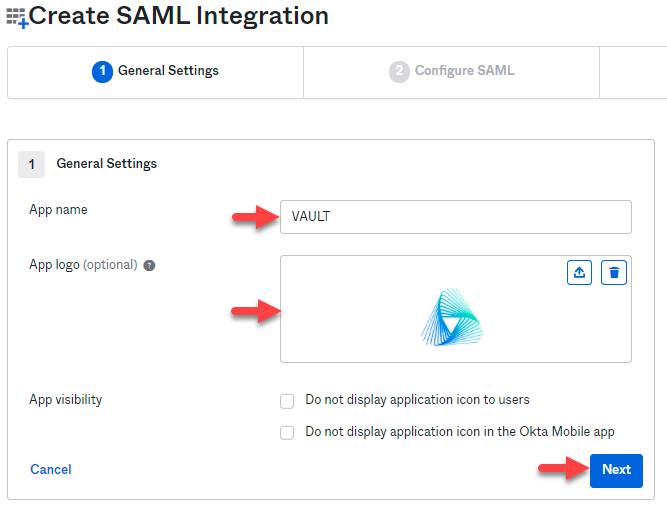 Create SAML Integration
1 General Settings
2 Configure SAML
1 General Settings
App name
VAULT
App logo (optional) ?
App visibility
Do not display application icon to users
Do not display application icon in the Okta Mobile app
Cancel
Next